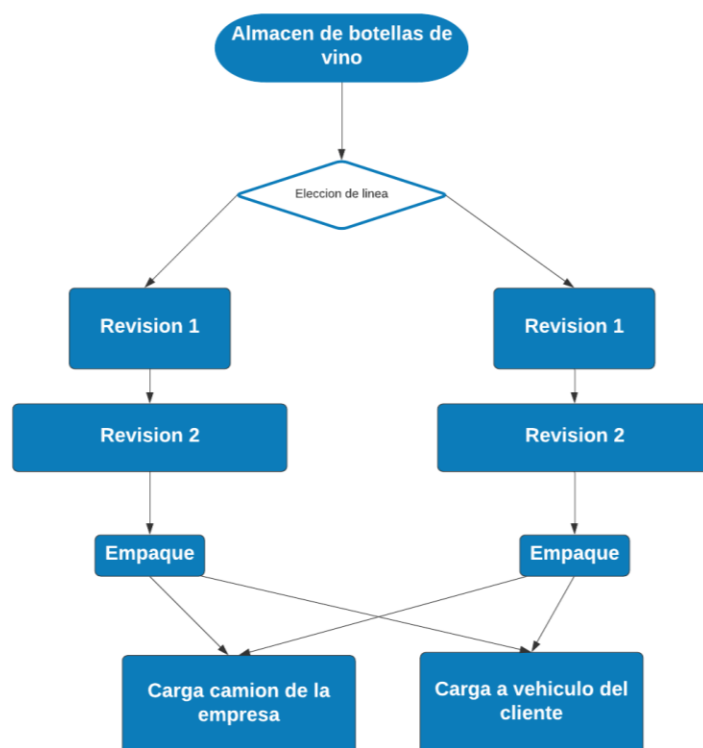 Almacen de botellas de
vino
Eleccion de linea
Revision 1
Revision 1
Revision 2
Revision 2
Empaque
Empaque
Carga camion de la
empresa
Carga a vehiculo del
cliente